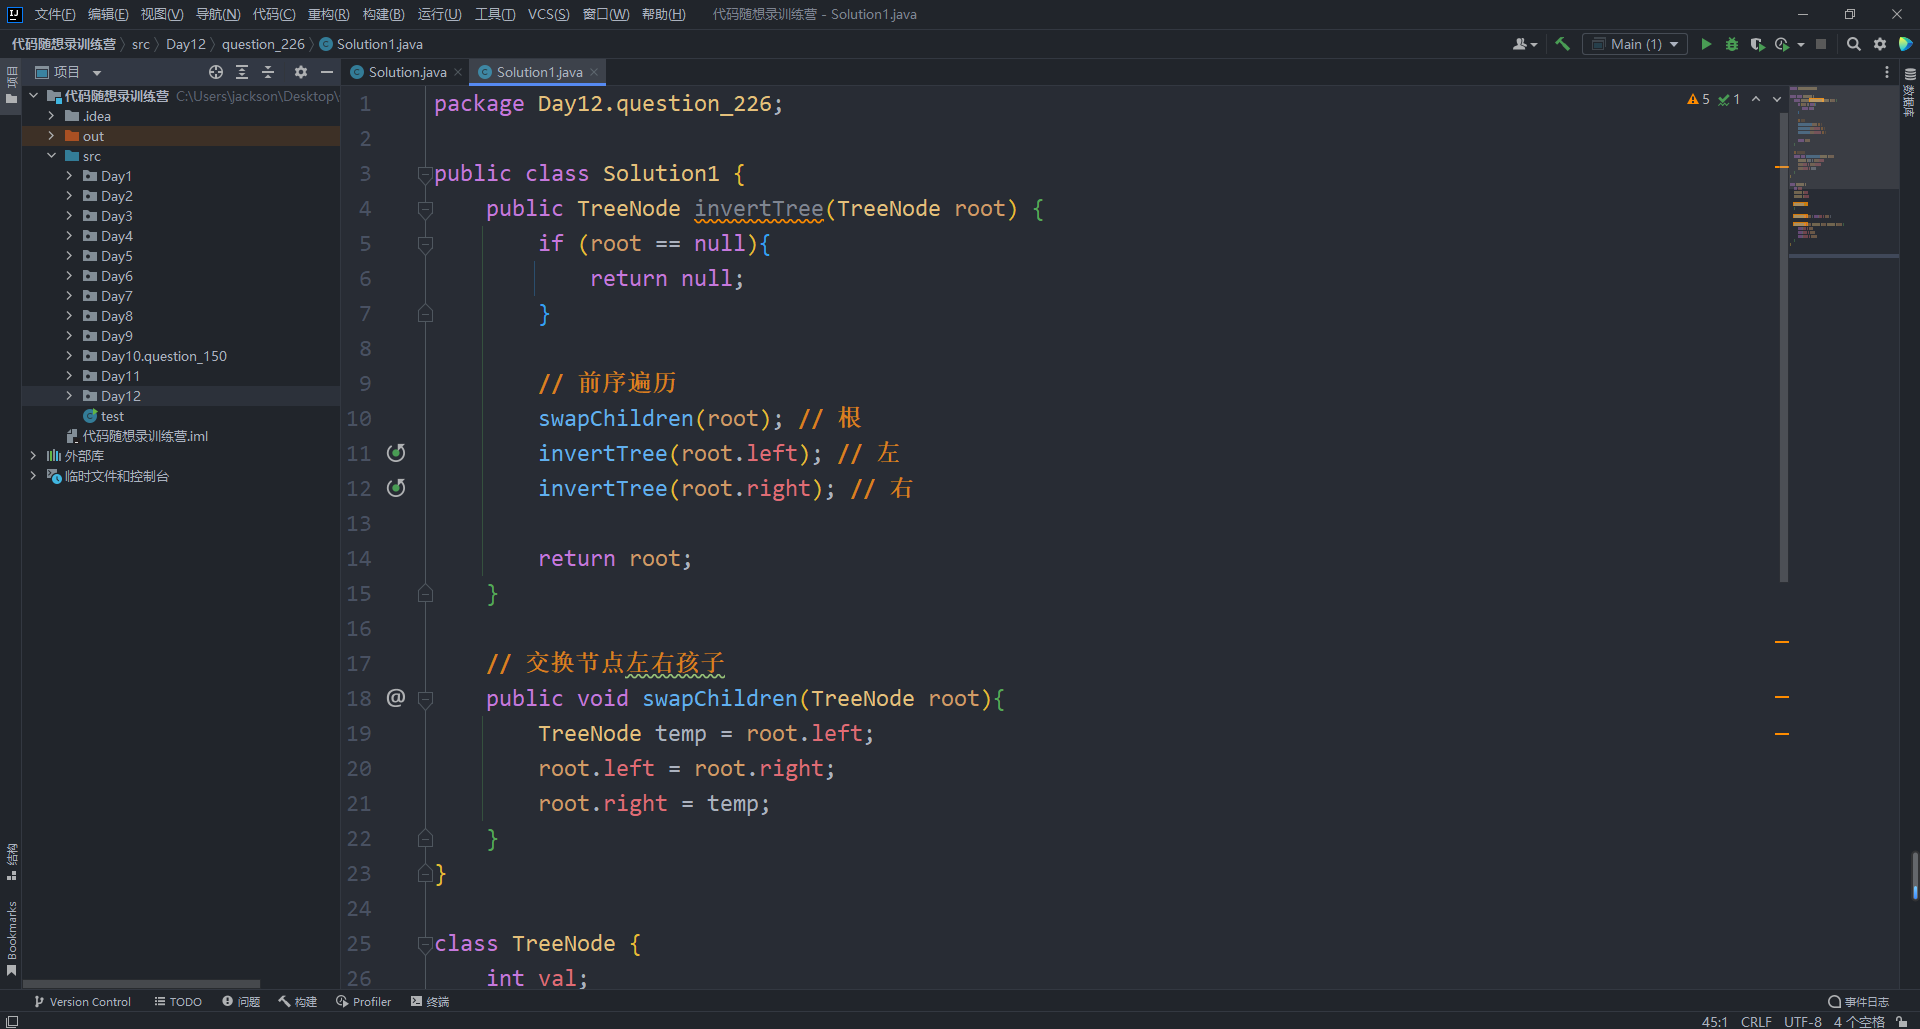 文件(F) 编辑(E) 视图(V) 导航(N) 代码(C) 重构(R) 构建(B) 运行(U) 工具(T) VCS(S) 窗口(W) 帮助(H) 代码随想录训练营 - Solution1.java
代码随想录训练营 src Day12 question_226 Solution1.java Main (1)
项目
项目
Solution.java Solution1.java
代码随想录训练营 C:\Users\jackson\Desktop\
.idea
out
src
Day1
Day2
Day3
Day4
Day5
Day6
Day7
Day8
Day9
Day10.question_150
Day11
Day12
test
代码随想录训练营.iml
外部库
临时文件和控制台
5 1
数据库
1 package Day12.question_226;
2
3 public class Solution1 {
4 public TreeNode invertTree(TreeNode root) {
5 if (root == null){
6 return null;
7 }
8
9 // 前序遍历
10 swapChildren(root); // 根
11 invertTree(root.left); // 左
12 invertTree(root.right); // 右
13
14 return root;
15 }
16
17 // 交换节点左右孩子
18 @ public void swapChildren(TreeNode root){
19 TreeNode temp = root.left;
20 root.left = root.right;
21 root.right = temp;
22 }
23 }
24
25 class TreeNode {
26 int val;
结构
Bookmarks
Version Control TODO 问题 构建 Profiler 终端 事件日志
45:1 CRLF UTF-8 4 个空格